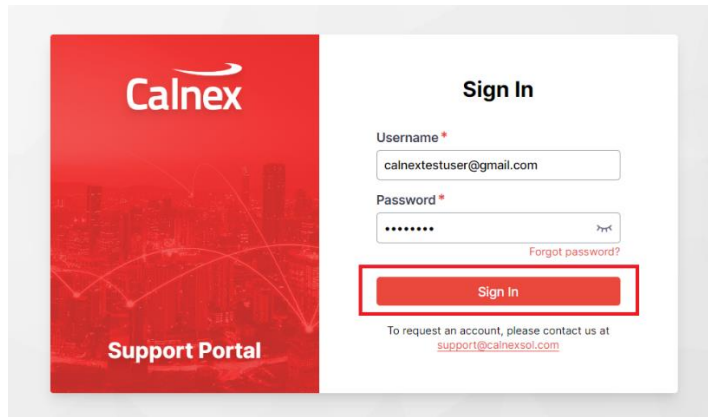 Calnex
Support Portal
Sign In
Username *
calnextestuser@gmail.com
Password *
••••••••
Forgot password?
Sign In
To request an account, please contact us at
support@calnexsol.com